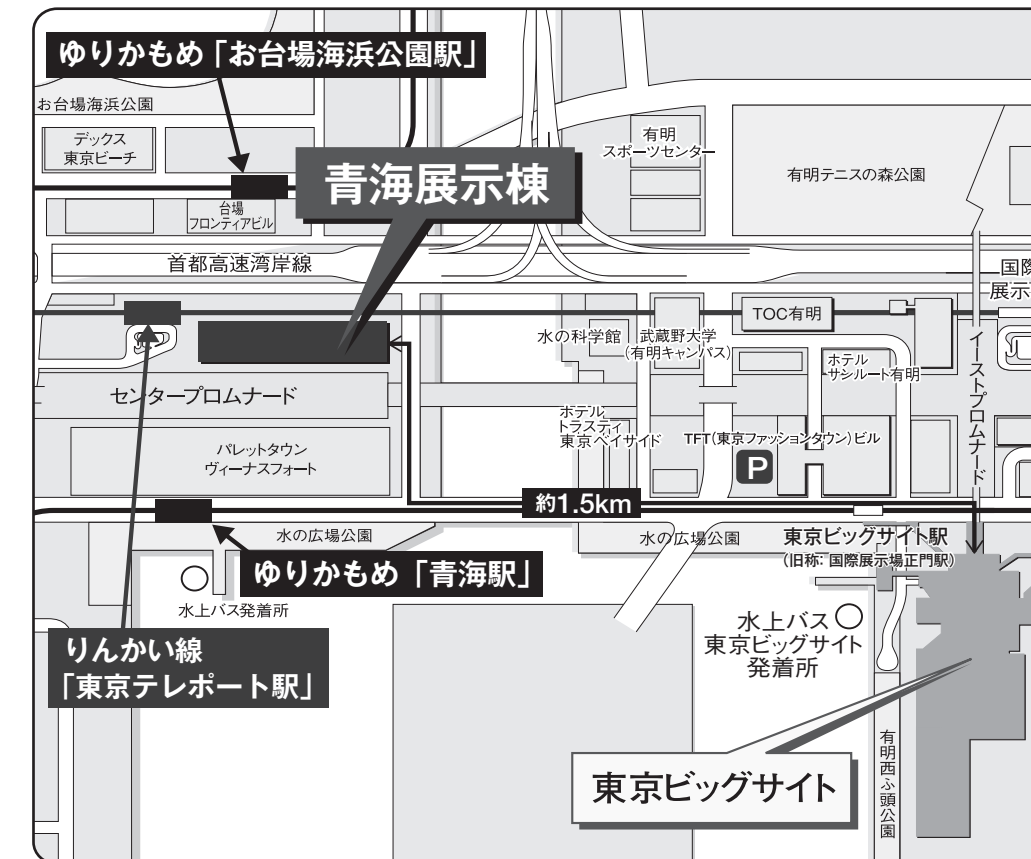 ゆりかもめ「お台場海浜公園駅」
お台場海浜公園
デックス
東京ビーチ
台場
フロンティアビル
青海展示棟
有明
スポーツセンター
有明テニスの森公園
首都高速湾岸線
国際
展示
TOC有明
水の科学館
武蔵野大学
(有明キャンパス)
ホテル
サンルート有明
イーストプロムナード
センタープロムナード
ホテル
トラスティ
東京ベイサイド
TFT(東京ファッションタウン)ビル
P
パレットタウン
ヴィーナスフォート
約1.5km
水の広場公園
水の広場公園
東京ビッグサイト駅
(旧称: 国際展示場正門駅)
ゆりかもめ「青海駅」
水上バス発着所
水上バス
東京ビッグサイト
発着所
りんかい線
「東京テレポート駅」
有明西ふ頭公園
東京ビッグサイト